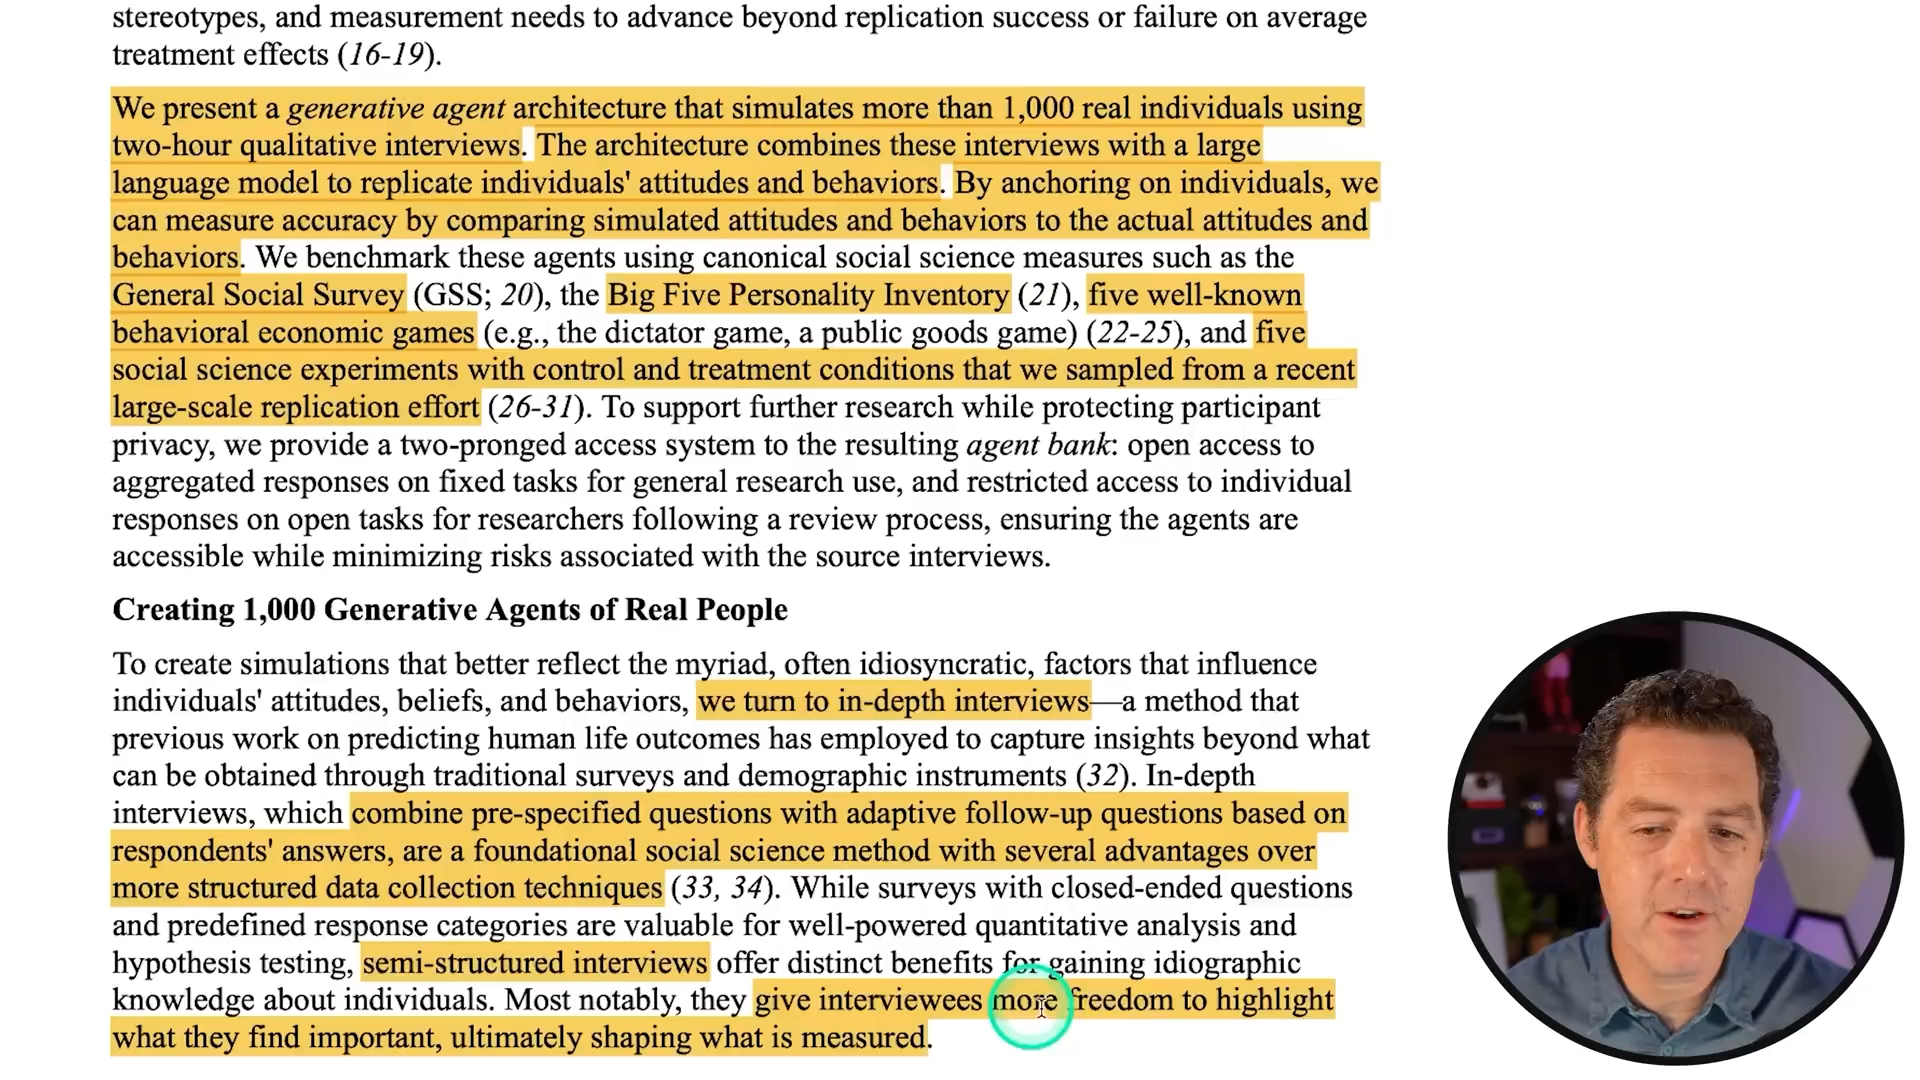 stereotypes, and measurement needs to advance beyond replication success or failure on average
treatment effects (16-19).
We present a generative agent architecture that simulates more than 1,000 real individuals using
two-hour qualitative interviews. The architecture combines these interviews with a large
language model to replicate individuals' attitudes and behaviors. By anchoring on individuals, we
can measure accuracy by comparing simulated attitudes and behaviors to the actual attitudes and
behaviors. We benchmark these agents using canonical social science measures such as the
General Social Survey (GSS; 20), the Big Five Personality Inventory (21), five well-known
behavioral economic games (e.g., the dictator game, a public goods game) (22-25), and five
social science experiments with control and treatment conditions that we sampled from a recent
large-scale replication effort (26-31). To support further research while protecting participant
privacy, we provide a two-pronged access system to the resulting agent bank: open access to
aggregated responses on fixed tasks for general research use, and restricted access to individual
responses on open tasks for researchers following a review process, ensuring the agents are
accessible while minimizing risks associated with the source interviews.
Creating 1,000 Generative Agents of Real People
To create simulations that better reflect the myriad, often idiosyncratic, factors that influence
individuals' attitudes, beliefs, and behaviors, we turn to in-depth interviews—a method that
previous work on predicting human life outcomes has employed to capture insights beyond what
can be obtained through traditional surveys and demographic instruments (32). In-depth
interviews, which combine pre-specified questions with adaptive follow-up questions based on
respondents' answers, are a foundational social science method with several advantages over
more structured data collection techniques (33, 34). While surveys with closed-ended questions
and predefined response categories are valuable for well-powered quantitative analysis and
hypothesis testing, semi-structured interviews offer distinct benefits for gaining idiographic
knowledge about individuals. Most notably, they give interviewees more freedom to highlight
what they find important, ultimately shaping what is measured.